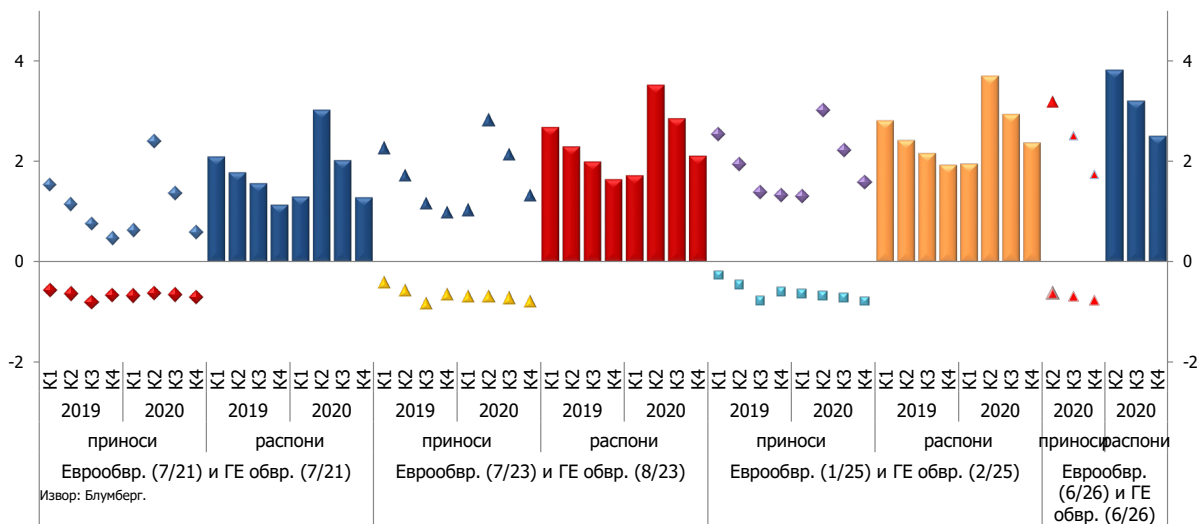 4 4
2 2
0 0
-2 -2
К1 К2 К3 К4 К1 К2 К3 К4 К1 К2 К3 К4 К1 К2 К3 К4 К1 К2 К3 К4 К1 К2 К3 К4 К1 К2 К3 К4 К1 К2 К3 К4 К1 К2 К3 К4 К1 К2 К3 К4 К1 К2 К3 К4 К1 К2 К3 К4 К2 К3 К4 К2 К3 К4
2019 2020 2019 2020 2019 2020 2019 2020 2019 2020 2019 2020 2020 2020
приноси распони приноси распони приноси распони приноси распони
Еврообвр. (7/21) и ГЕ обвр. (7/21) Еврообвр. (7/23) и ГЕ обвр. (8/23) Еврообвр. (1/25) и ГЕ обвр. (2/25) Еврообвр.
(6/26) и ГЕ
обвр. (6/26)
Извор: Блумберг.